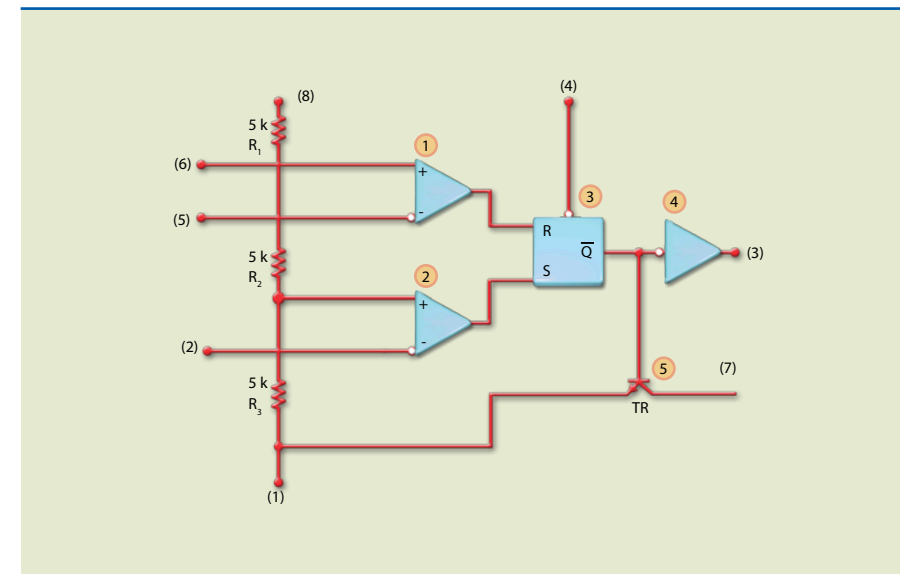 (8)
(4)
5 k
R1
1
(6)
+
3
4
(5)
-
R
Q̅
(3)
5 k
R2
2
S
+
(2)
-
5
(7)
5 k
R3
TR
(1)